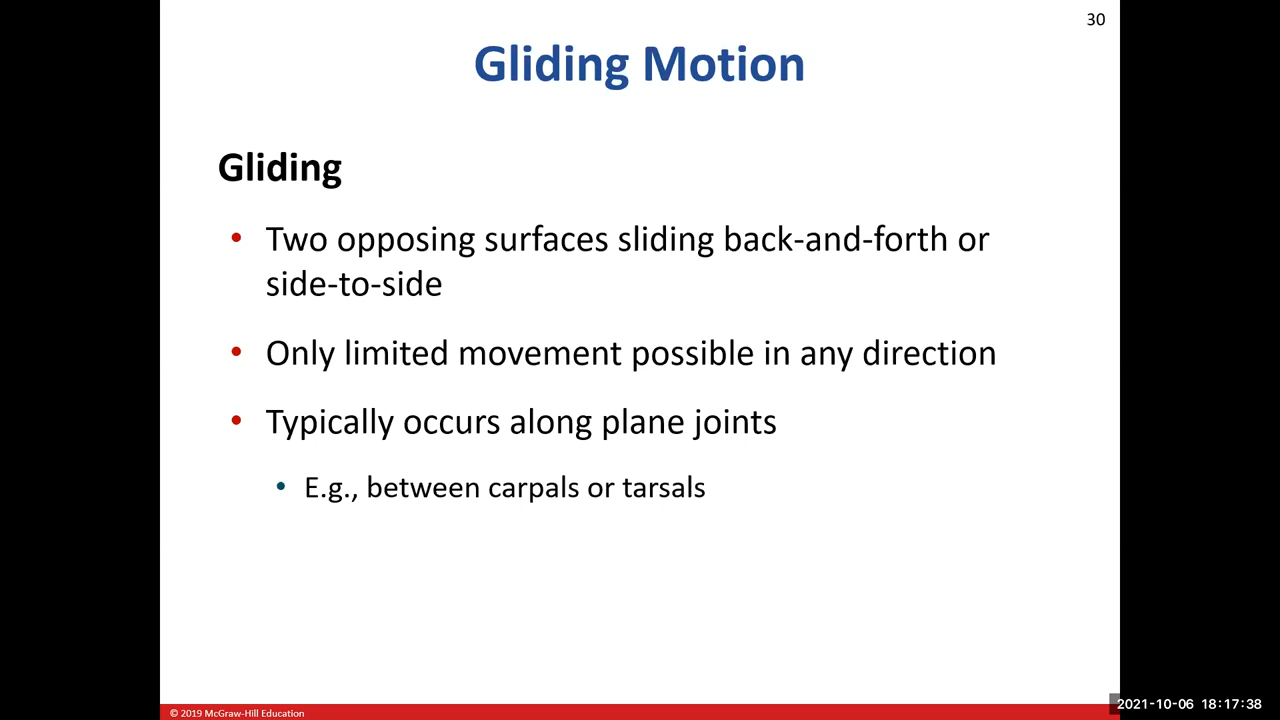 30
Gliding Motion
Gliding
• Two opposing surfaces sliding back-and-forth or
side-to-side
• Only limited movement possible in any direction
• Typically occurs along plane joints
• E.g., between carpals or tarsals
© 2019 McGraw-Hill Education
2021-10-06 18:17:38